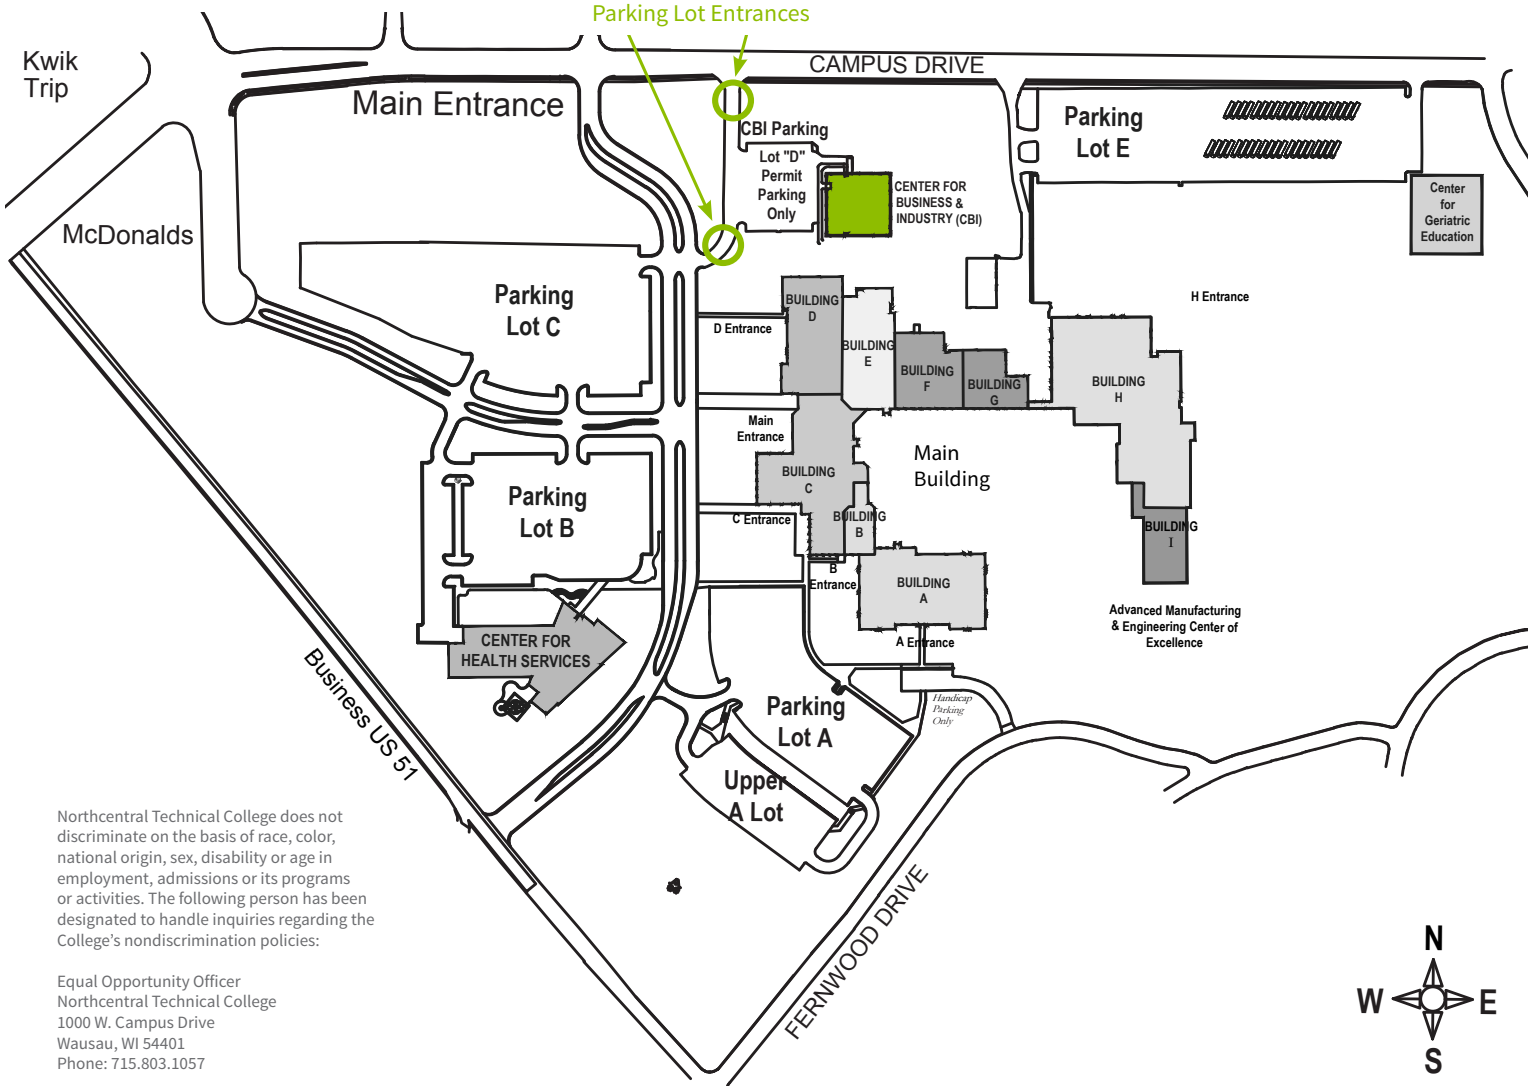 Parking Lot Entrances
Kwik
Trip
CAMPUS DRIVE
Main Entrance
CBI Parking
Lot "D"
Permit
Parking
Only
CENTER FOR
BUSINESS &
INDUSTRY (CBI)
Parking
Lot E
Center
for
Geriatric
Education
McDonalds
Parking
Lot C
H Entrance
BUILDING
D
D Entrance
BUILDING
E
BUILDING
F
BUILDING
G
BUILDING
H
Main
Entrance
Main
Building
BUILDING
C
Parking
Lot B
C Entrance
BUILDING
B
BUILDING
I
B
Entrance
BUILDING
A
Advanced Manufacturing
& Engineering Center of
Excellence
A Entrance
CENTER FOR
HEALTH SERVICES
Handicap
Parking
Only
Business US 51
Parking
Lot A
Upper
A Lot
FERNWOOD DRIVE
Northcentral Technical College does not
discriminate on the basis of race, color,
national origin, sex, disability or age in
employment, admissions or its programs
or activities. The following person has been
designated to handle inquiries regarding the
College’s nondiscrimination policies:
Equal Opportunity Officer
Northcentral Technical College
1000 W. Campus Drive
Wausau, WI 54401
Phone: 715.803.1057
N
W E
S